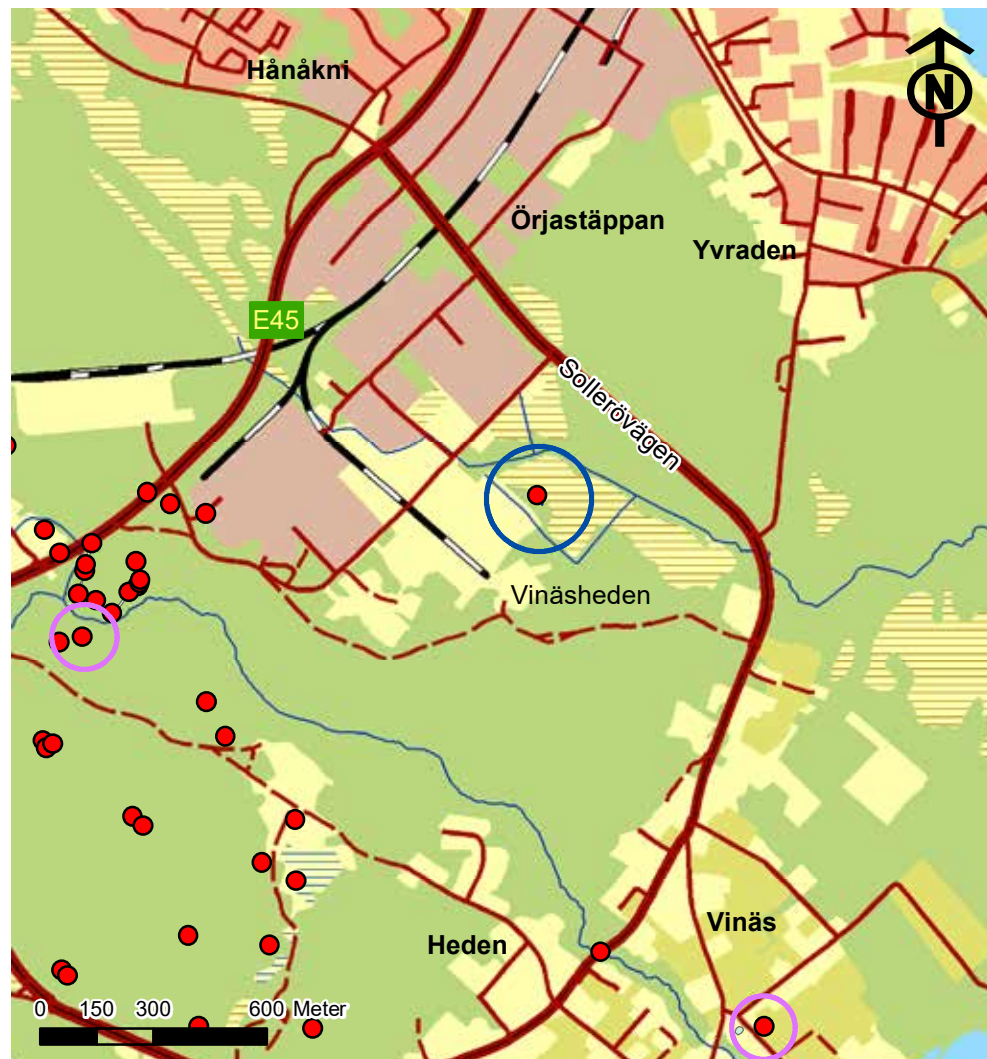 Hånåkni
N
Örjastäppan
Yvraden
E45
Sollerövägen
Vinäsheden
Vinäs
Heden
0 150 300 600 Meter